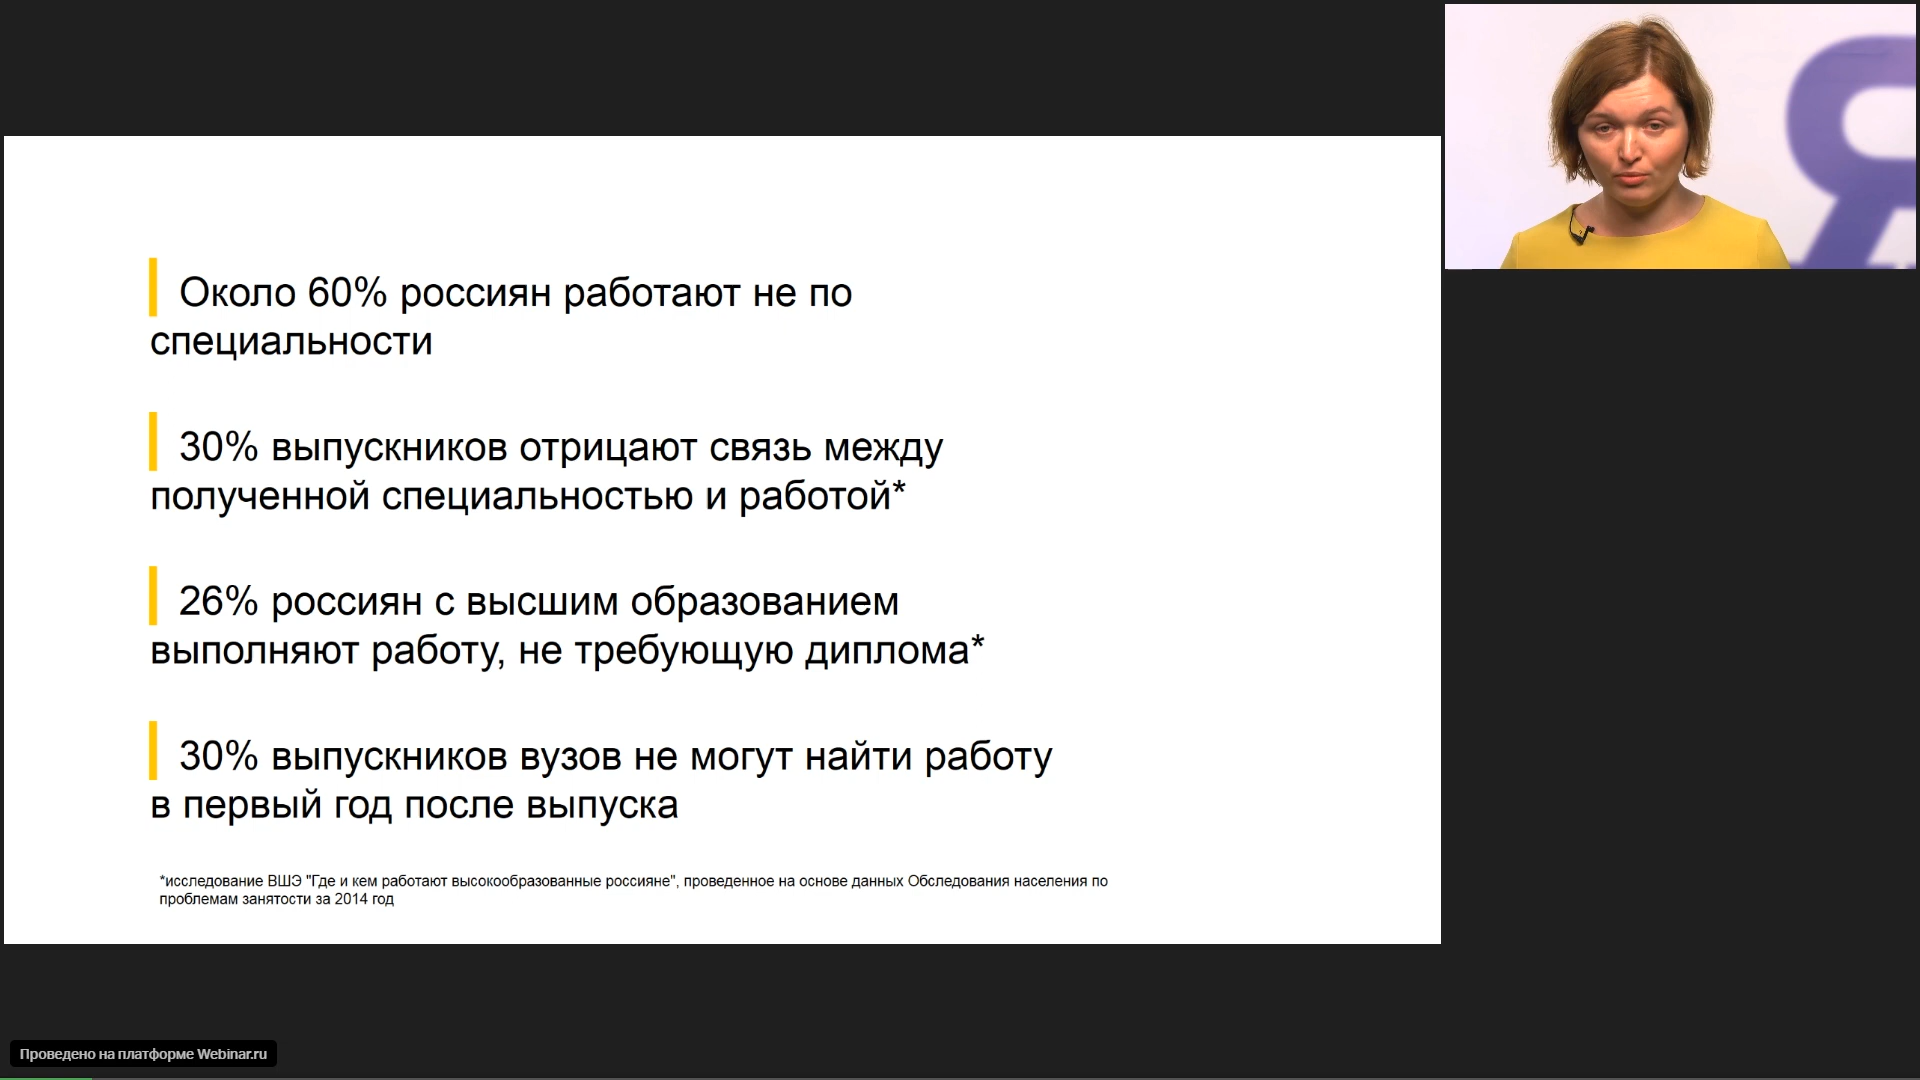 Около 60% россиян работают не по
специальности
30% выпускников отрицают связь между
полученной специальностью и работой*
26% россиян с высшим образованием
выполняют работу, не требующую диплома*
30% выпускников вузов не могут найти работу
в первый год после выпуска
*исследование ВШЭ "Где и кем работают высокообразованные россияне", проведенное на основе данных Обследования населения по
проблемам занятости за 2014 год
Я
Проведено на платформе Webinar.ru